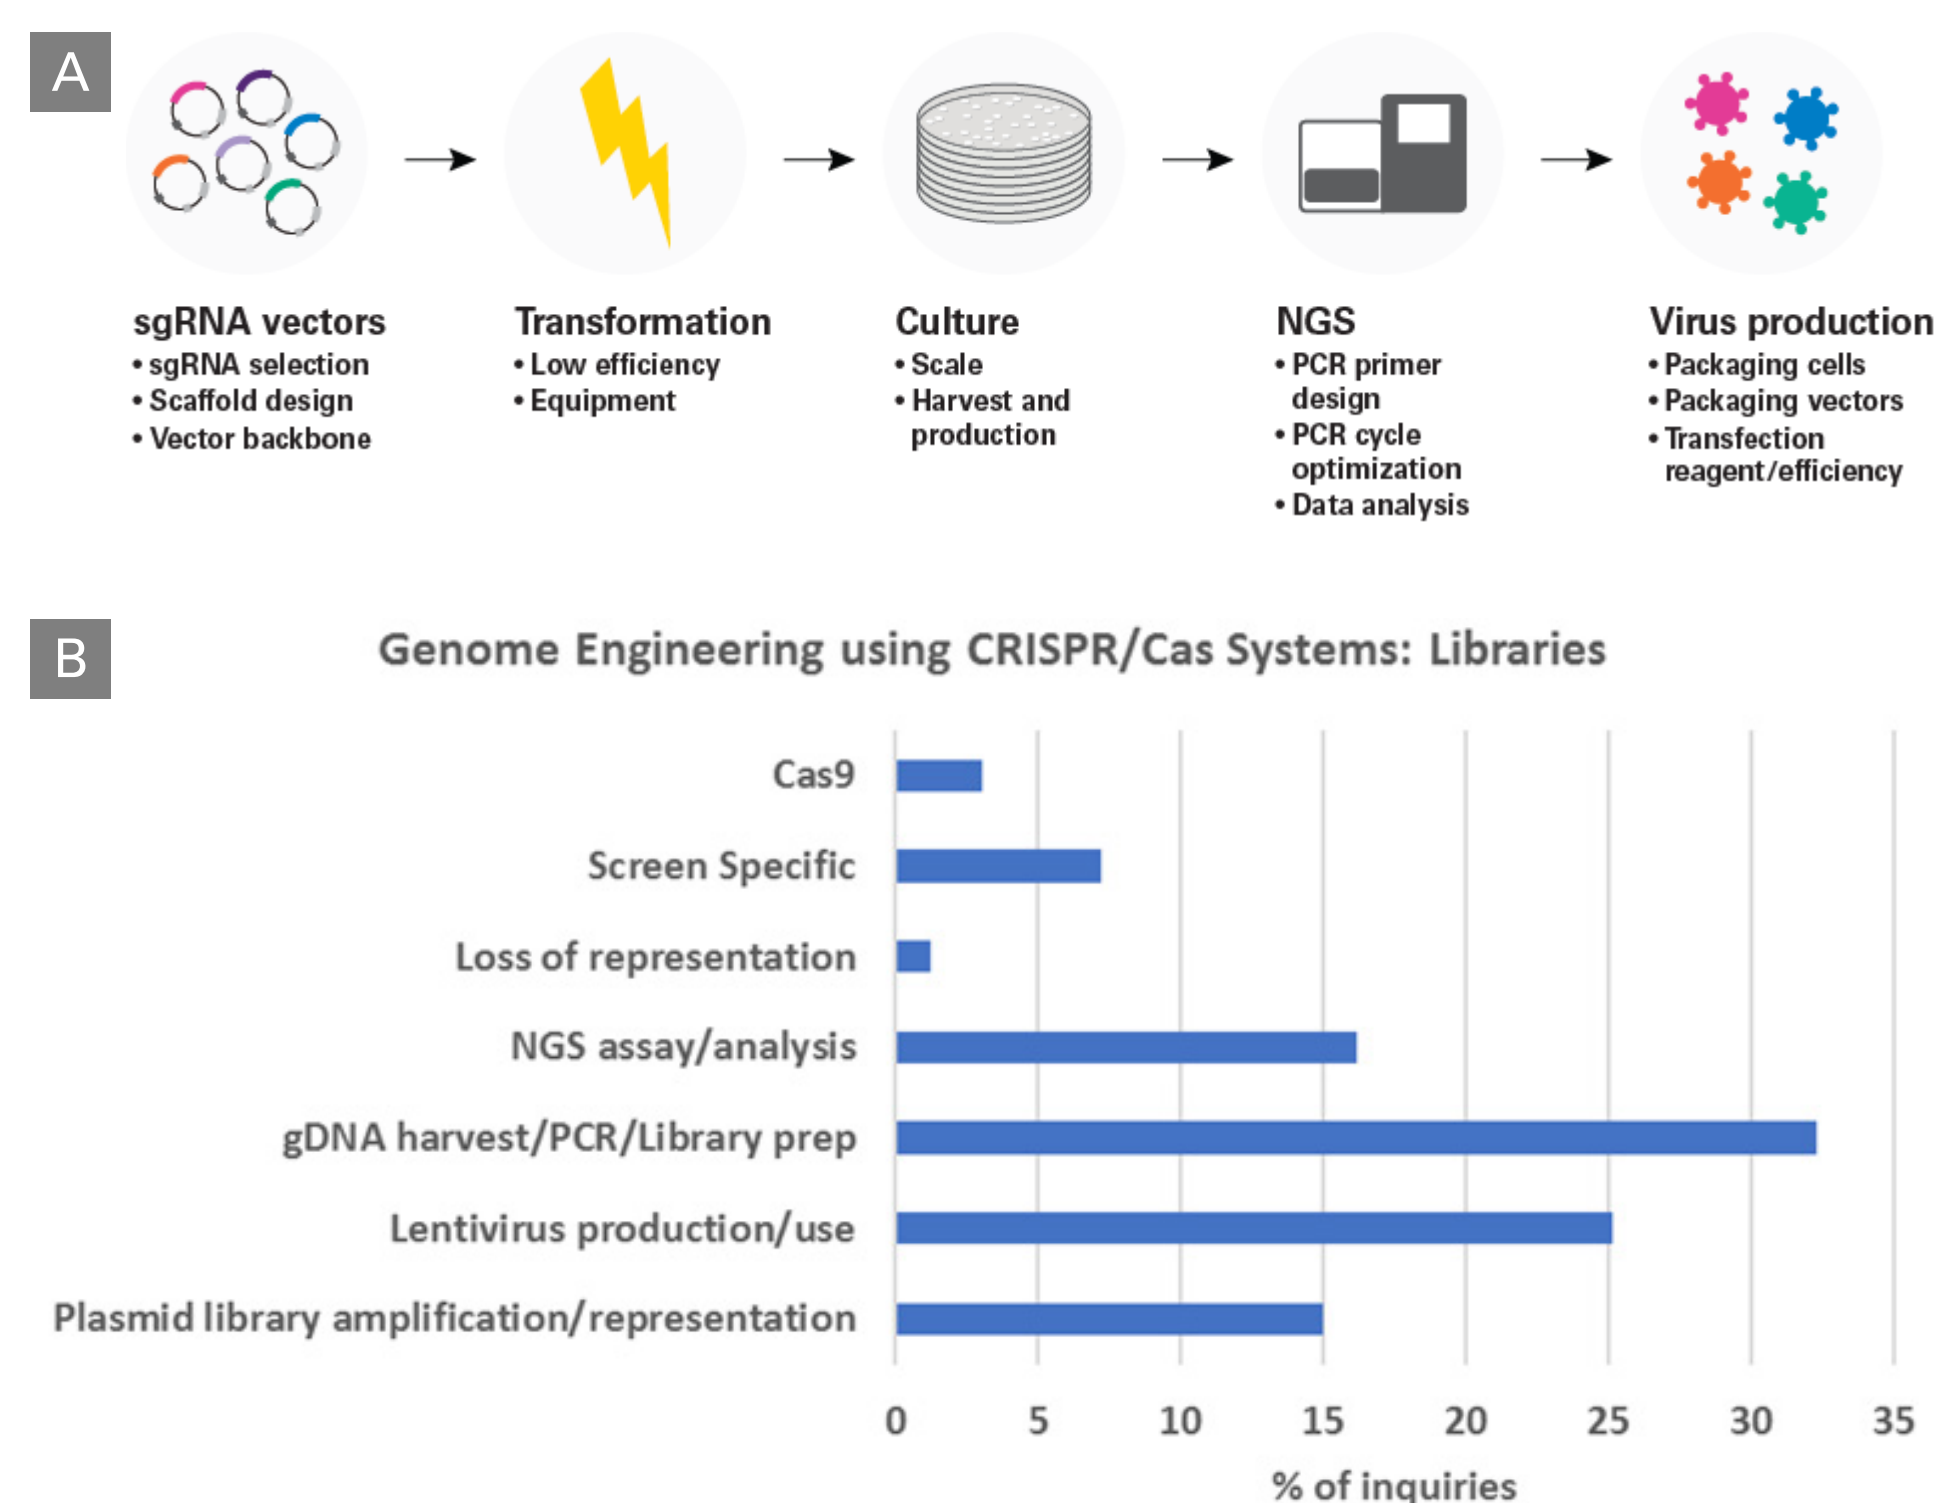 A
sgRNA vectors
• sgRNA selection
• Scaffold design
• Vector backbone
Transformation
• Low efficiency
• Equipment
Culture
• Scale
• Harvest and
production
NGS
• PCR primer
design
• PCR cycle
optimization
• Data analysis
Virus production
• Packaging cells
• Packaging vectors
• Transfection
reagent/efficiency
B
Genome Engineering using CRISPR/Cas Systems: Libraries
Cas9
Screen Specific
Loss of representation
NGS assay/analysis
gDNA harvest/PCR/Library prep
Lentivirus production/use
Plasmid library amplification/representation
0 5 10 15 20 25 30 35
% of inquiries